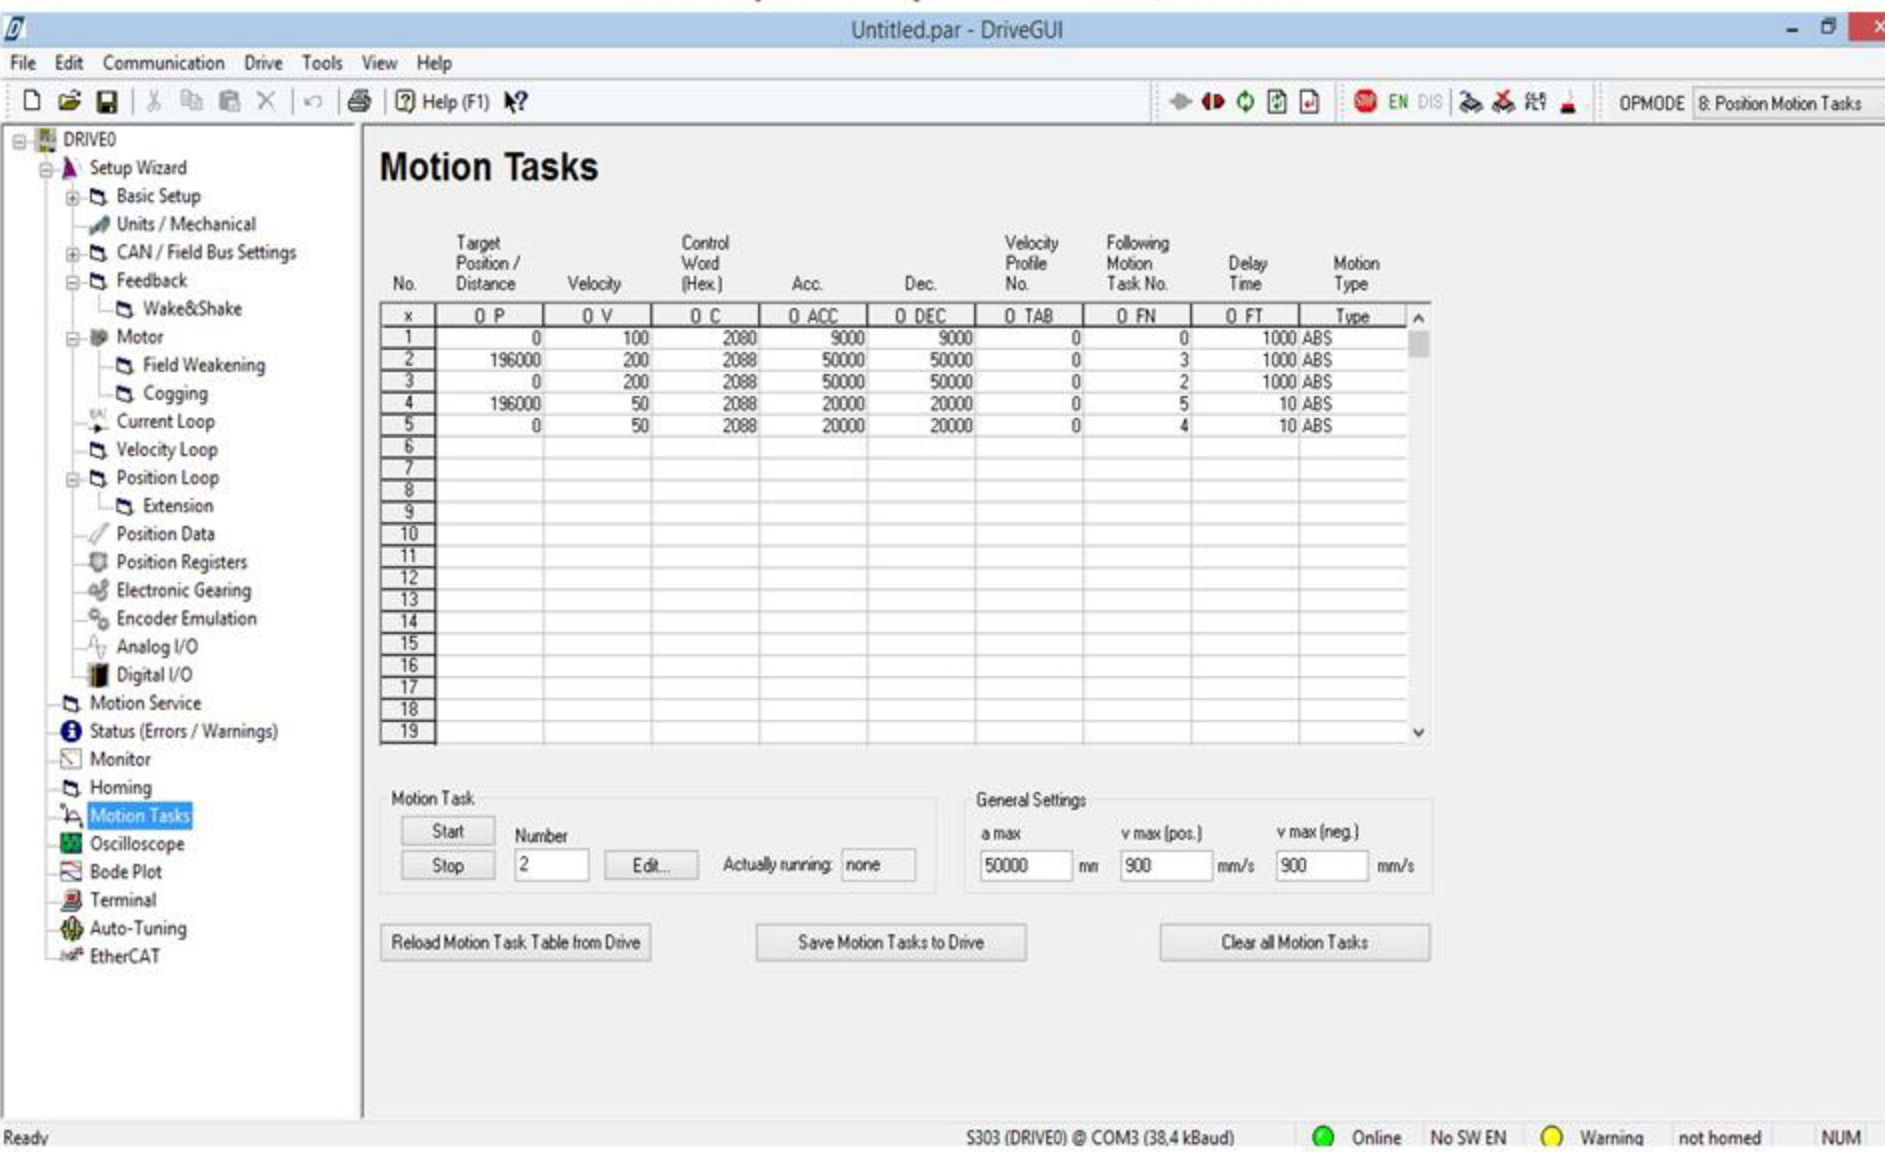 Untitled.par - DriveGUI
File Edit Communication Drive Tools View Help
Help (F1)
EN DIS
OPMODE 8: Position Motion Tasks
DRIVE0
Setup Wizard
Basic Setup
Units / Mechanical
CAN / Field Bus Settings
Feedback
Wake&Shake
Motor
Field Weakening
Cogging
Current Loop
Velocity Loop
Position Loop
Extension
Position Data
Position Registers
Electronic Gearing
Encoder Emulation
Analog I/O
Digital I/O
Motion Service
Status (Errors / Warnings)
Monitor
Homing
Motion Tasks
Oscilloscope
Bode Plot
Terminal
Auto-Tuning
EtherCAT
Motion Tasks
No. Target Position / Distance Velocity Control Word (Hex.) Acc. Dec. Velocity Profile No. Following Motion Task No. Delay Time Motion Type
x O_P O_V O_C O_ACC O_DEC O_TAB O_FN O_FT Type
1 0 100 2080 9000 9000 0 0 1000 ABS
2 196000 200 2088 50000 50000 0 3 1000 ABS
3 0 200 2088 50000 50000 0 2 1000 ABS
4 196000 50 2088 20000 20000 0 5 10 ABS
5 0 50 2088 20000 20000 0 4 10 ABS
6
7
8
9
10
11
12
13
14
15
16
17
18
19
Motion Task
Start
Stop
Number
2
Edit...
Actually running: none
General Settings
a max v max (pos.) v max (neg.)
50000 900 mm/s 900 mm/s
Reload Motion Task Table from Drive
Save Motion Tasks to Drive
Clear all Motion Tasks
Ready
S303 (DRIVE0) @ COM3 (38,4 kBaud) Online No SW EN Warning not homed NUM